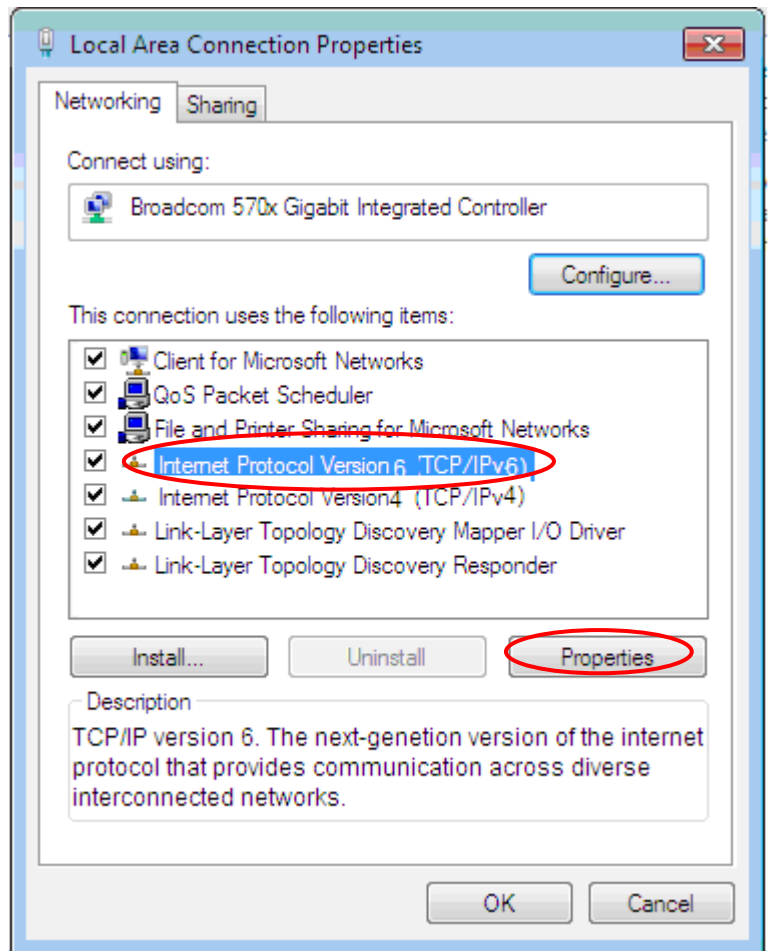 Local Area Connection Properties
Networking
Sharing
Connect using:
Broadcom 570x Gigabit Integrated Controller
Configure...
This connection uses the following items:
Client for Microsoft Networks
QoS Packet Scheduler
File and Printer Sharing for Microsoft Networks
Internet Protocol Version 6 (TCP/IPv6)
Internet Protocol Version4 (TCP/IPv4)
Link-Layer Topology Discovery Mapper I/O Driver
Link-Layer Topology Discovery Responder
Install...
Uninstall
Properties
Description
TCP/IP version 6. The next-genetion version of the internet
protocol that provides communication across diverse
interconnected networks.
OK
Cancel